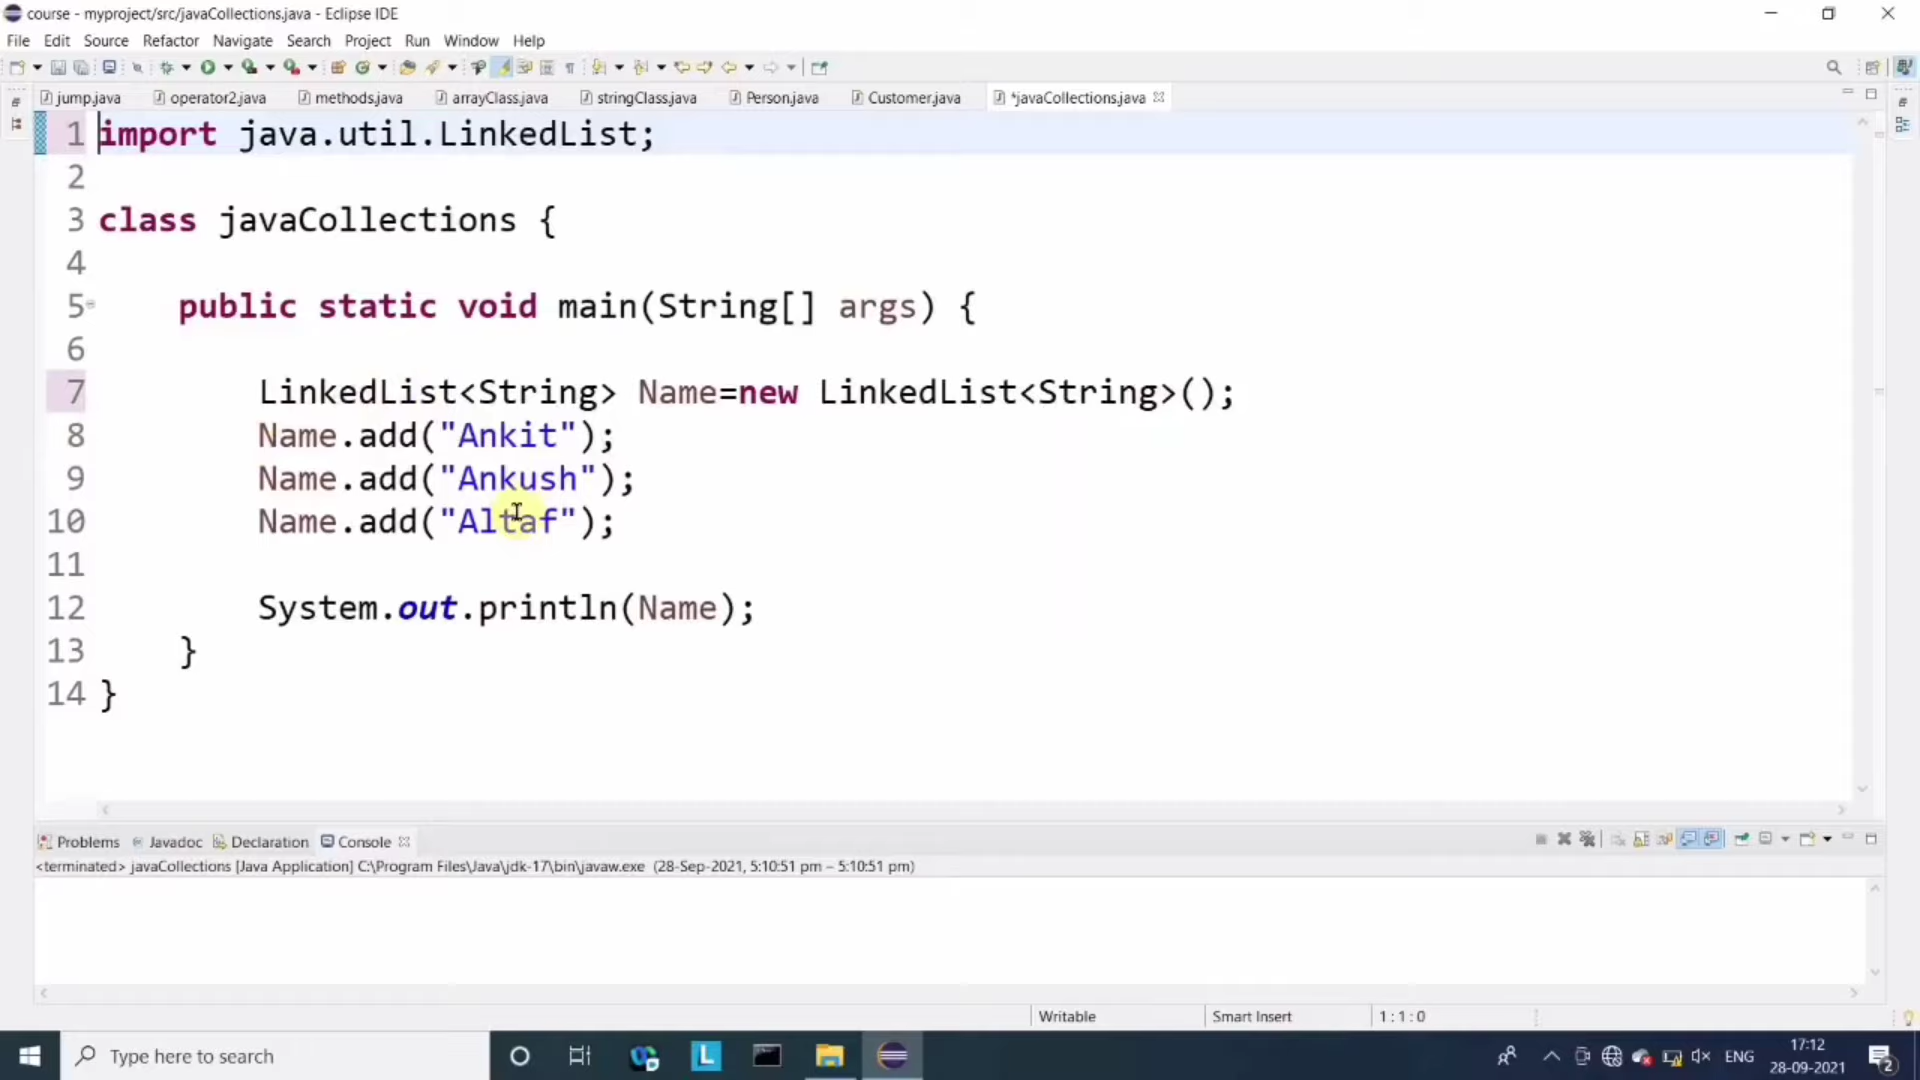 course - myproject/src/javaCollections.java - Eclipse IDE
File Edit Source Refactor Navigate Search Project Run Window Help
jump.java operator2.java methods.java arrayClass.java stringClass.java Person.java Customer.java *javaCollections.java
1 import java.util.LinkedList;
2
3 class javaCollections {
4
5 public static void main(String[] args) {
6
7 LinkedList<String> Name=new LinkedList<String>();
8 Name.add("Ankit");
9 Name.add("Ankush");
10 Name.add("Altaf");
11
12 System.out.println(Name);
13 }
14 }
Problems Javadoc Declaration Console
<terminated> javaCollections [Java Application] C:\Program Files\Java\jdk-17\bin\javaw.exe (28-Sep-2021, 5:10:51 pm – 5:10:51 pm)
Writable Smart Insert 1 : 1 : 0
Type here to search
L
ENG
17:12
28-09-2021
2